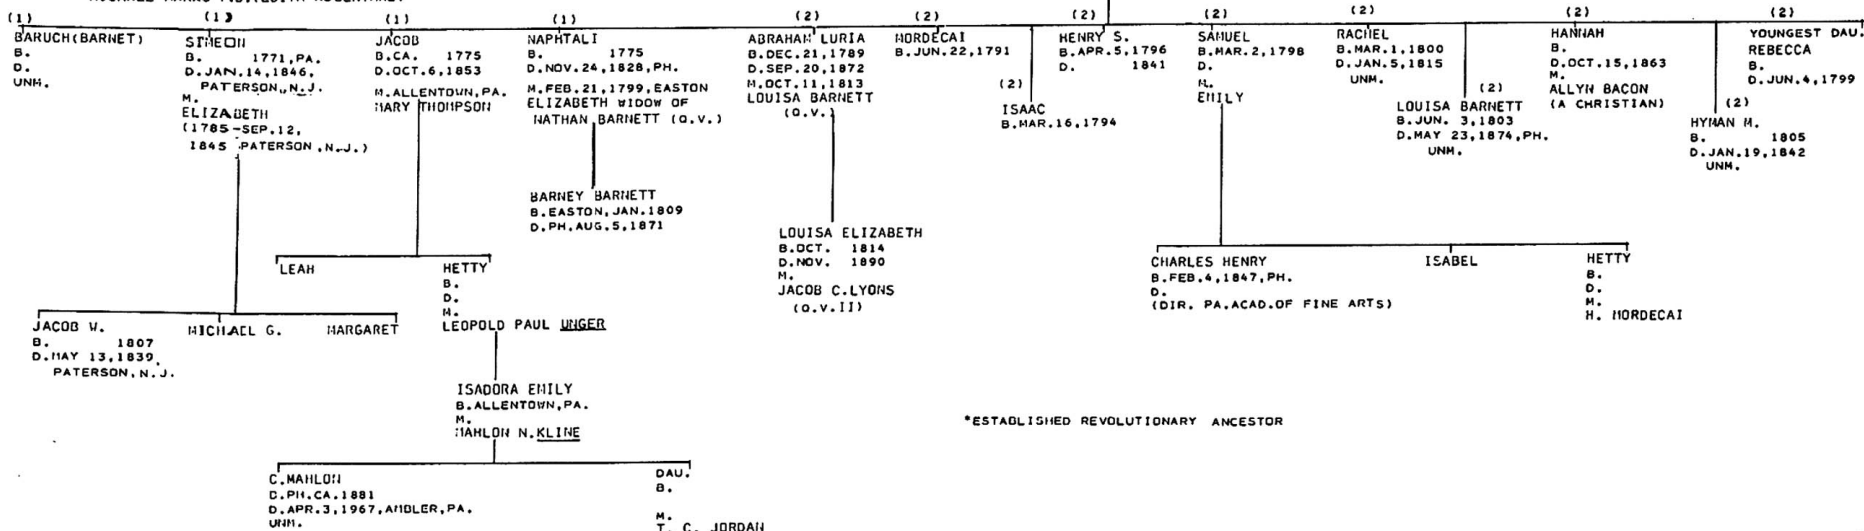 (1)
BARUCH(BARNET)
B.
D.
UNM.
(1)
SIMEON
B. 1771,PA.
D.JAN.14,1846,
PATERSON,N.J.
M.
ELIZABETH
(1785-SEP.12,
1845 PATERSON,N.J.)
(1)
JACOB
B.CA. 1775
D.OCT.6,1853
M.ALLENTOWN,PA.
MARY THOMPSON
(1)
NAPHTALI
B. 1775
D.NOV.24,1828,PH.
M.FEB.21,1799,EASTON
ELIZABETH WIDOW OF
NATHAN BARNETT (Q.V.)
(2)
ABRAHAM LURIA
B.DEC.21,1789
D.SEP.20,1872
M.OCT.11,1813
LOUISA BARNETT
(Q.V.)
(2)
MORDECAI
B.JUN.22,1791
(2)
ISAAC
B.MAR.16,1794
(2)
HENRY S.
B.APR.5,1796
D. 1841
(2)
SAMUEL
B.MAR.2,1798
D.
M.
EMILY
(2)
RACHEL
B.MAR.1,1800
D.JAN.5,1815
UNM.
(2)
LOUISA BARNETT
B.JUN. 3,1803
D.MAY 23,1874,PH.
UNM.
(2)
HANNAH
B.
D.OCT.15,1863
M.
ALLYN BACON
(A CHRISTIAN)
(2)
HYMAN M.
B. 1805
D.JAN.19,1842
UNM.
(2)
YOUNGEST DAU.
REBECCA
B.
D.JUN.4,1799
BARNEY BARNETT
B.EASTON,JAN.1809
D.PH,AUG.5,1871
LOUISA ELIZABETH
B.OCT. 1814
D.NOV. 1890
M.
JACOB C.LYONS
(Q.V.II)
LEAH
HETTY
B.
D.
M.
LEOPOLD PAUL UNGER
CHARLES HENRY
B.FEB.4,1847,PH.
D.
(DIR. PA.ACAD.OF FINE ARTS)
ISABEL
HETTY
B.
D.
M.
H. MORDECAI
JACOB W.
B. 1807
D.MAY 13,1839,
PATERSON,N.J.
MICHAEL G.
MARGARET
ISADORA EMILY
B.ALLENTOWN,PA.
M.
MAHLON N.KLINE
*ESTABLISHED REVOLUTIONARY ANCESTOR
C.MAHLON
D.PH.CA.1881
D.APR.3,1967,AMBLER,PA.
UNM.
DAU.
B.
M.
T. C. JORDAN